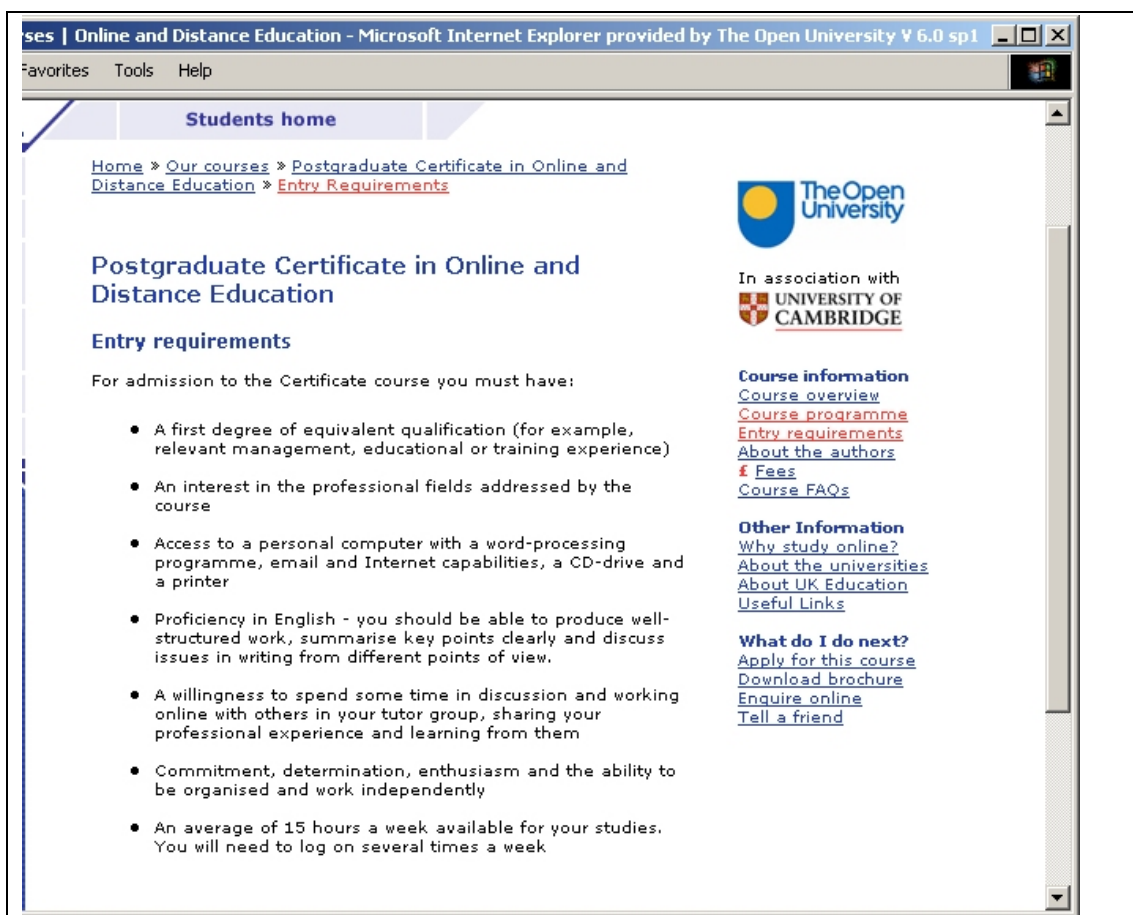 ses | Online and Distance Education - Microsoft Internet Explorer provided by The Open University V 6.0 sp1
Favorites Tools Help
Students home
Home » Our courses » Postgraduate Certificate in Online and
Distance Education » Entry Requirements
Postgraduate Certificate in Online and
Distance Education
Entry requirements
For admission to the Certificate course you must have:
• A first degree of equivalent qualification (for example,
relevant management, educational or training experience)
• An interest in the professional fields addressed by the
course
• Access to a personal computer with a word-processing
programme, email and Internet capabilities, a CD-drive and
a printer
• Proficiency in English - you should be able to produce well-
structured work, summarise key points clearly and discuss
issues in writing from different points of view.
• A willingness to spend some time in discussion and working
online with others in your tutor group, sharing your
professional experience and learning from them
• Commitment, determination, enthusiasm and the ability to
be organised and work independently
• An average of 15 hours a week available for your studies.
You will need to log on several times a week
The Open
University
In association with
UNIVERSITY OF
CAMBRIDGE
Course information
Course overview
Course programme
Entry requirements
About the authors
£ Fees
Course FAQs
Other Information
Why study online?
About the universities
About UK Education
Useful Links
What do I do next?
Apply for this course
Download brochure
Enquire online
Tell a friend